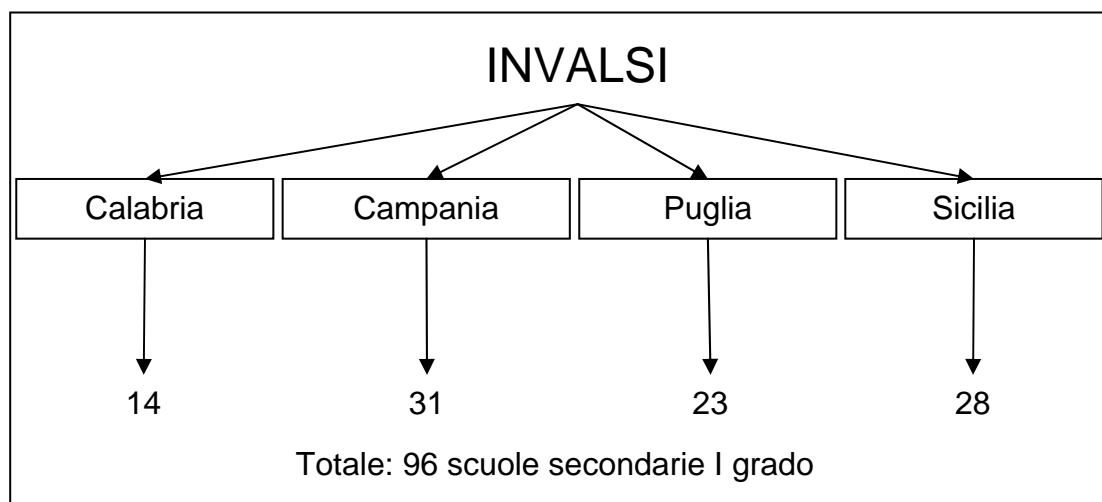 INVALSI
Calabria Campania Puglia Sicilia
14 31 23 28
Totale: 96 scuole secondarie I grado